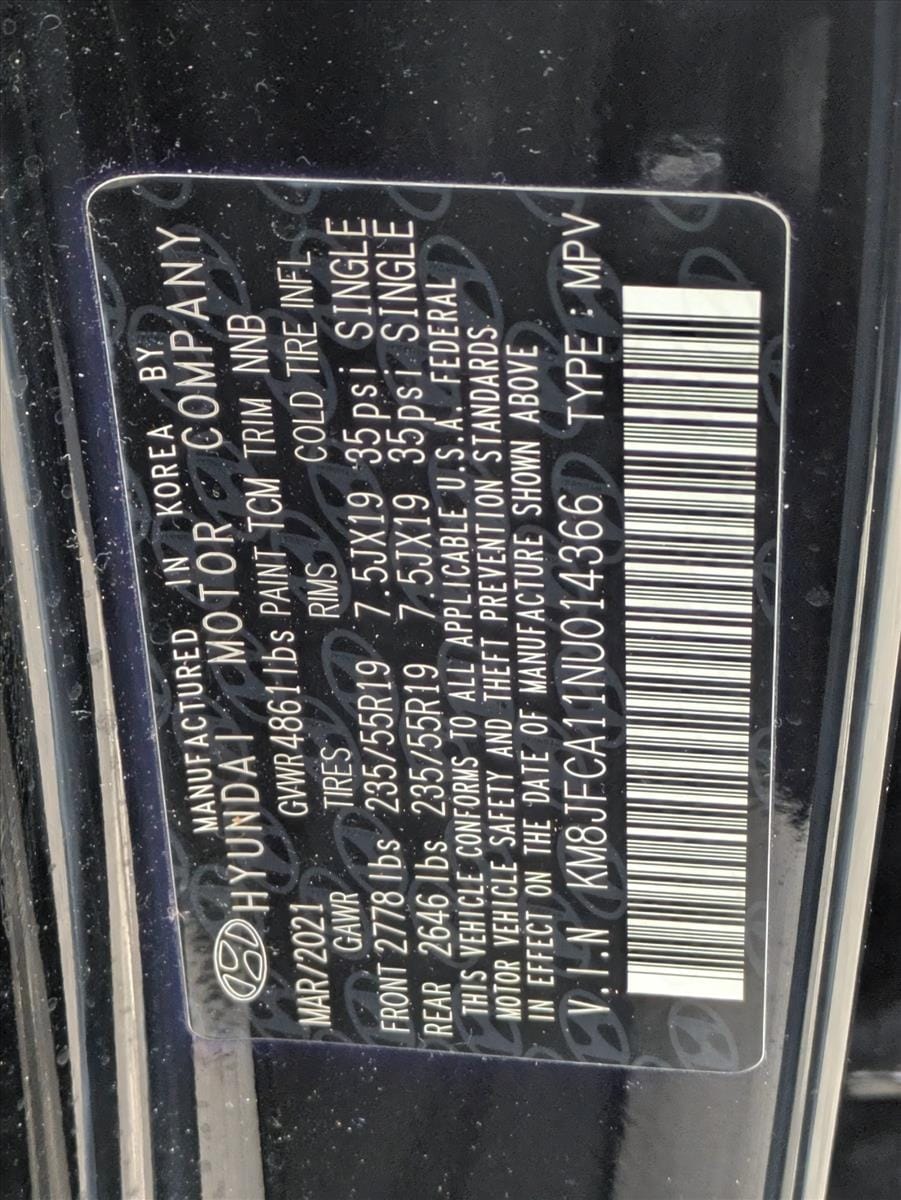 MANUFACTURED IN KOREA BY
HYUNDAI MOTOR COMPANY
MAR/2021 GVWR4861lbs PAINT TCM TRIM NNB
GAWR TIRES RIMS COLD TIRE INFL
FRONT 2778 lbs 235/55R19 7.5JX19 35psi SINGLE
REAR 2646 lbs 235/55R19 7.5JX19 35psi SINGLE
THIS VEHICLE CONFORMS TO ALL APPLICABLE U.S.A. FEDERAL
MOTOR VEHICLE SAFETY AND THEFT PREVENTION STANDARDS
IN EFFECT ON THE DATE OF MANUFACTURE SHOWN ABOVE
V.I.N KM8JFCA11NU014366 TYPE:MPV